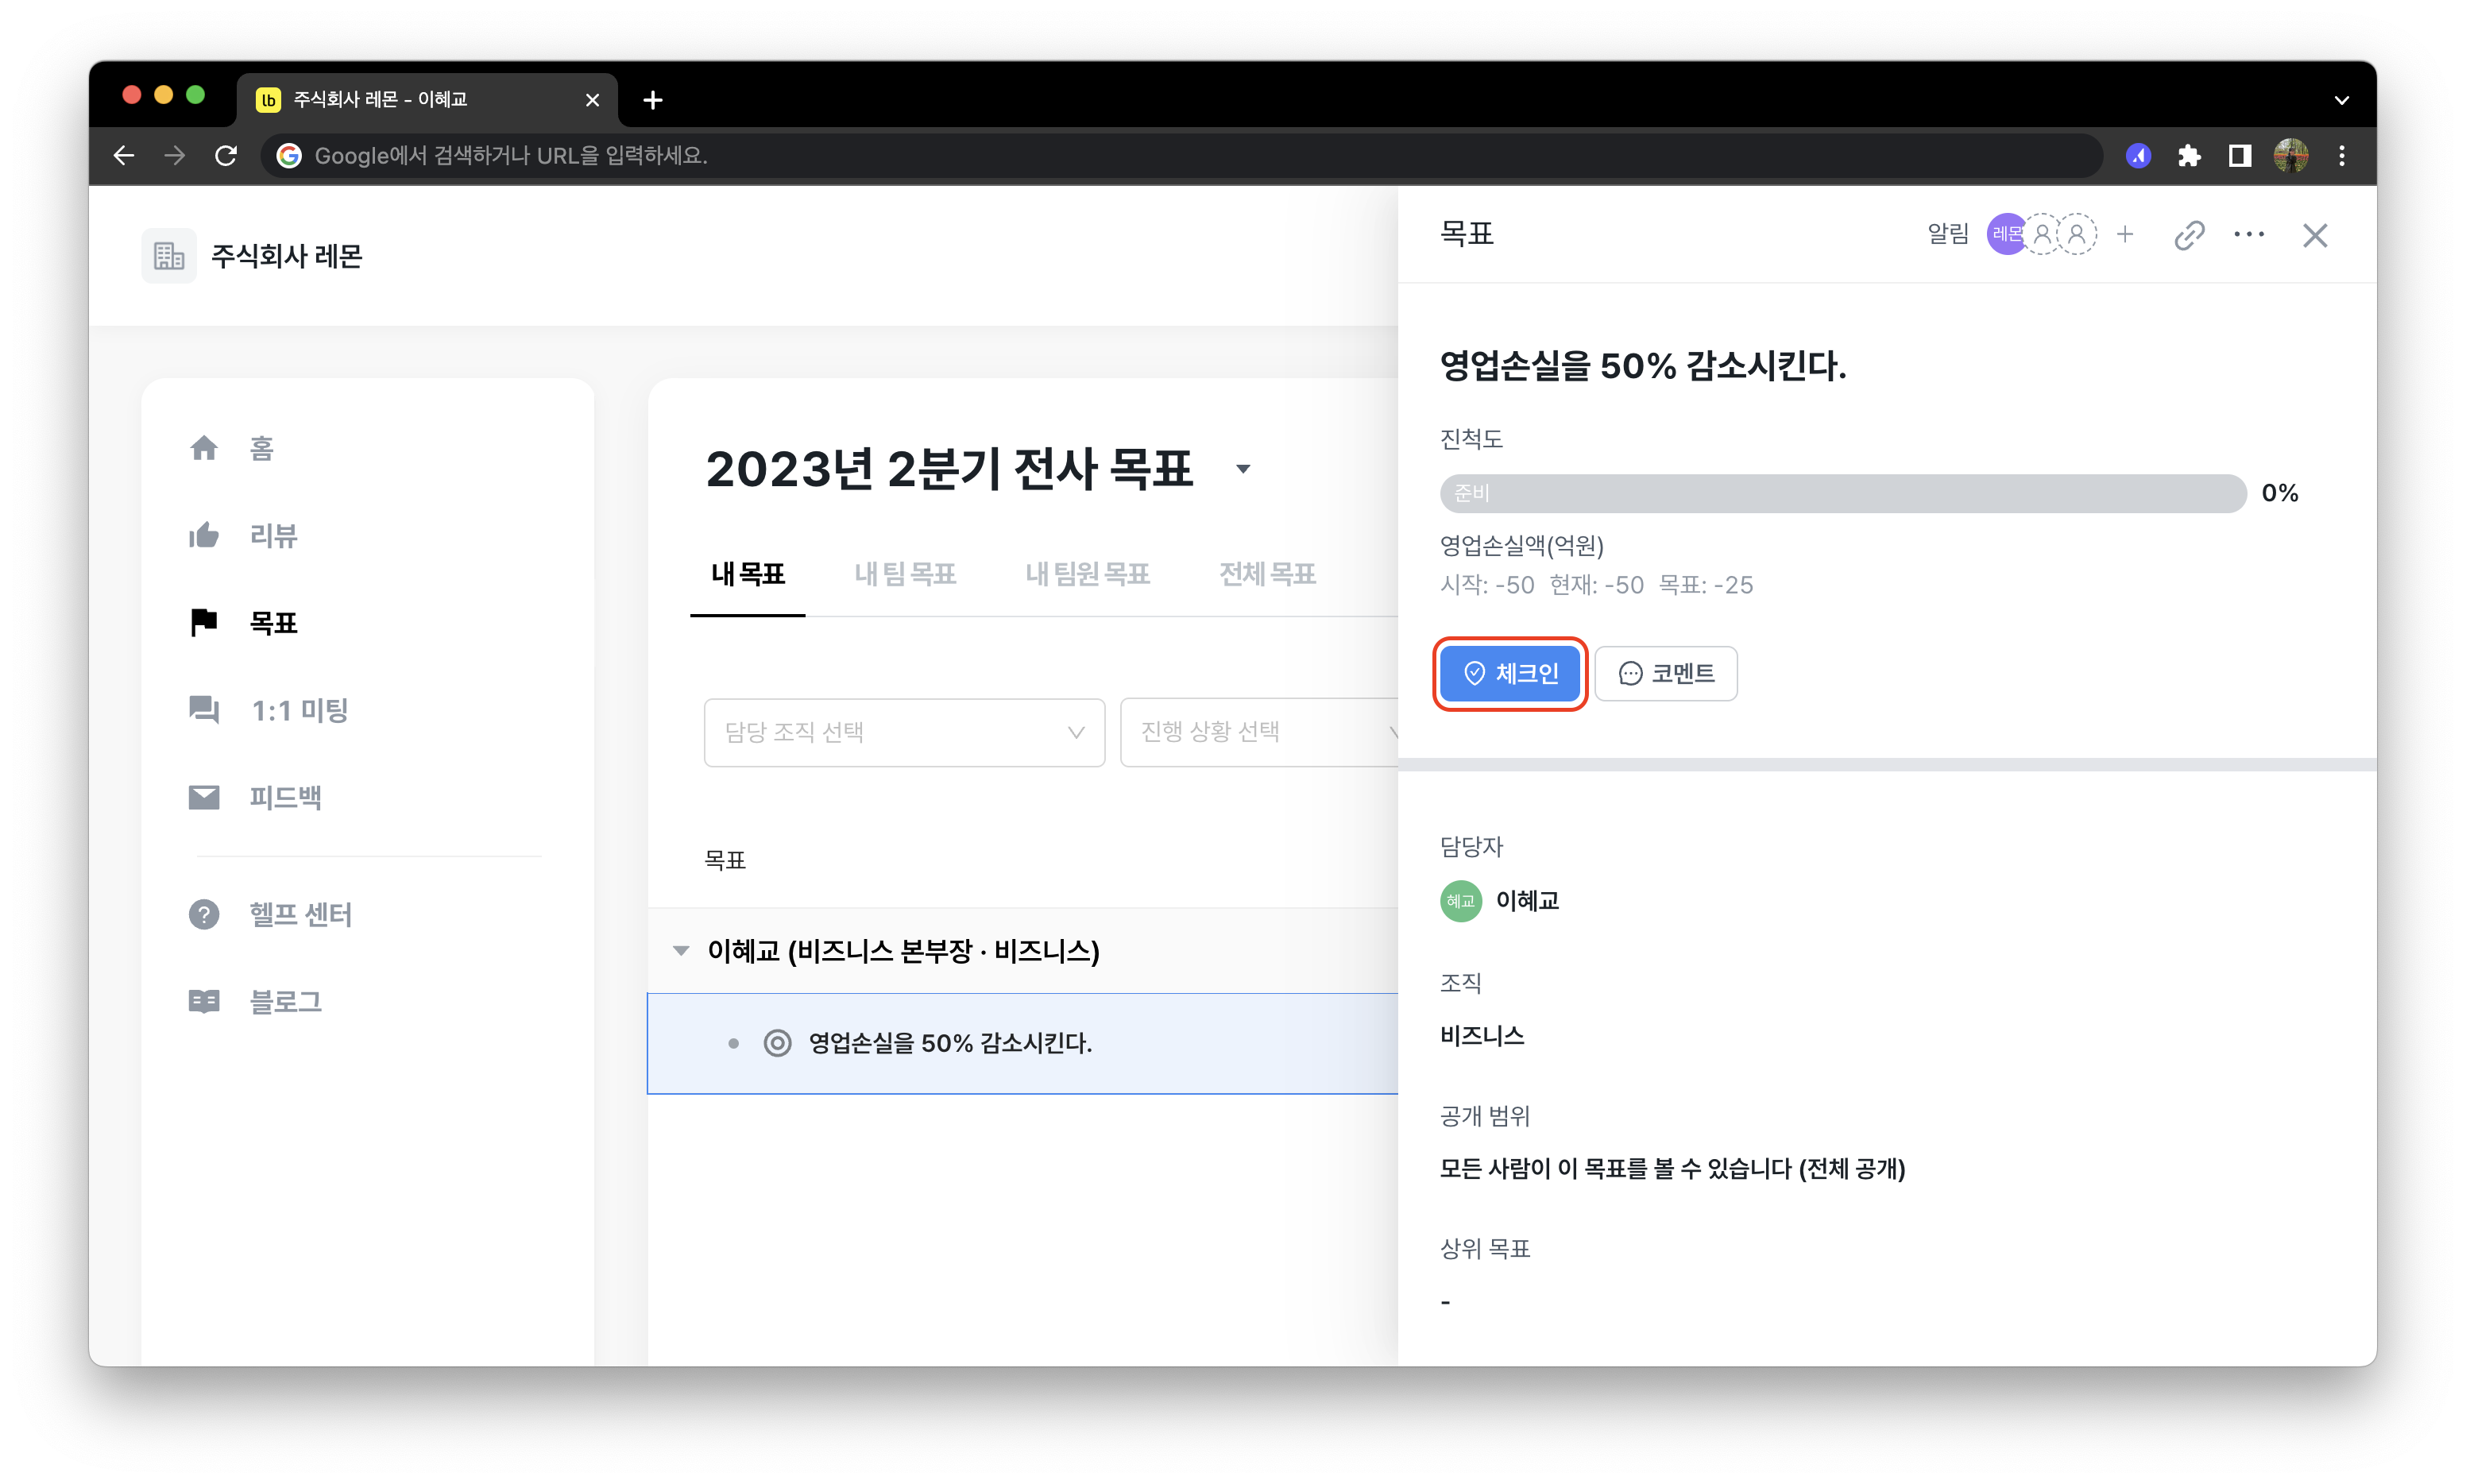 lb 주식회사 레몬 - 이혜교
Google에서 검색하거나 URL을 입력하세요.
주식회사 레몬
홈
리뷰
목표
1:1 미팅
피드백
헬프 센터
블로그
2023년 2분기 전사 목표
내 목표 내 팀 목표 내 팀원 목표 전체 목표
담당 조직 선택 진행 상황 선택
목표
이혜교 (비즈니스 본부장 · 비즈니스)
영업손실을 50% 감소시킨다.
목표 알림 레몬
영업손실을 50% 감소시킨다.
진척도
준비 0%
영업손실액(억원)
시작: -50 현재: -50 목표: -25
체크인 코멘트
담당자
혜교 이혜교
조직
비즈니스
공개 범위
모든 사람이 이 목표를 볼 수 있습니다 (전체 공개)
상위 목표
-